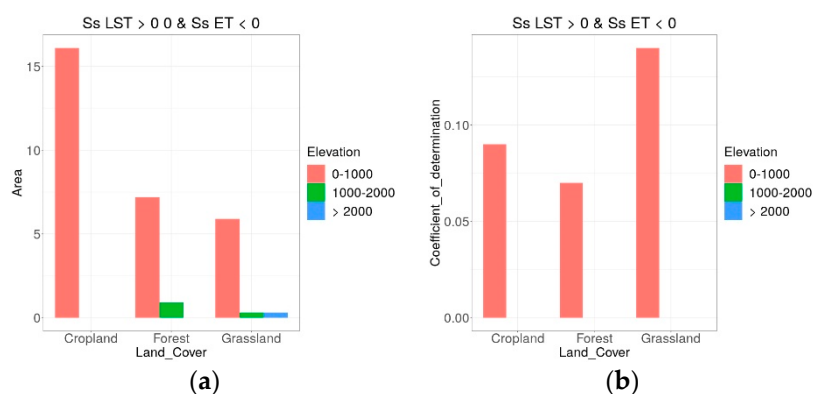 Ss LST > 0 0 & Ss ET < 0
15
10
5
0
Area
Cropland Forest Grassland
Land_Cover
Elevation
0-1000
1000-2000
> 2000
(a)
Ss LST > 0 & Ss ET < 0
0.10
0.05
0.00
Coefficient_of_determination
Cropland Forest Grassland
Land_Cover
Elevation
0-1000
1000-2000
> 2000
(b)